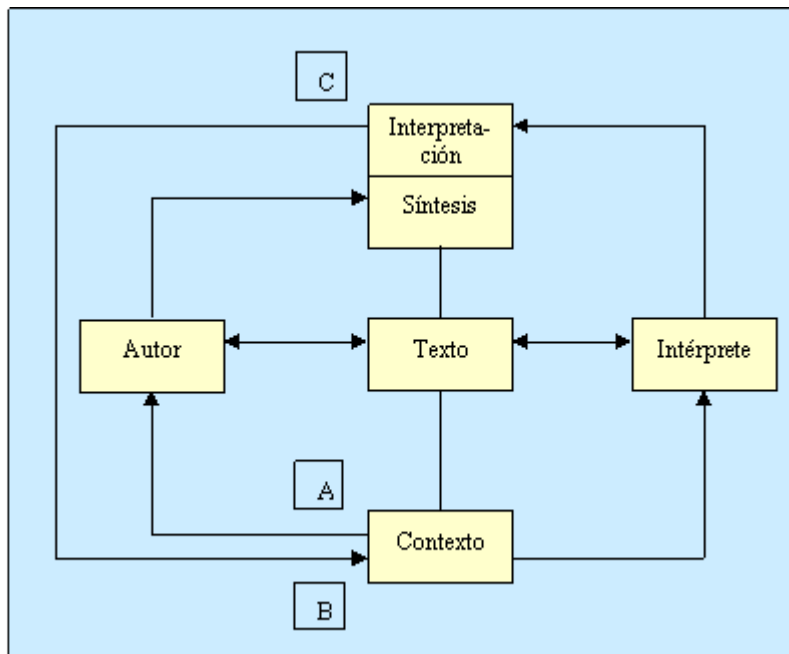 C
Interpreta-
ción
Síntesis
Autor
Texto
Intérprete
A
Contexto
B